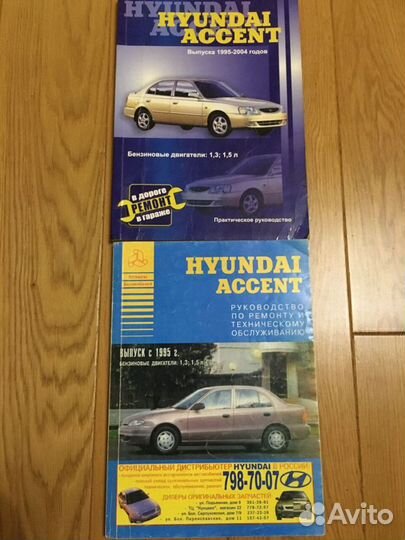 HYUNDAI
ACCENT
HYUNDAI
ACCENT
Выпуска 1995-2004 годов
Бензиновые двигатели: 1,3; 1,5 л
в дороге
РЕМОНТ
в гараже
Практическое руководство
HYUNDAI
ACCENT
РУКОВОДСТВО
ПО РЕМОНТУ И
ТЕХНИЧЕСКОМУ
ОБСЛУЖИВАНИЮ
ВЫПУСК С 1995 г.
БЕНЗИНОВЫЕ ДВИГАТЕЛИ: 1,3; 1,5 л
ОФИЦИАЛЬНЫЙ ДИСТРИБЬЮТЕР HYUNDAI В РОССИИ
798-70-07
ДИЛЕРЫ ОРИГИНАЛЬНЫХ ЗАПЧАСТЕЙ
Avito